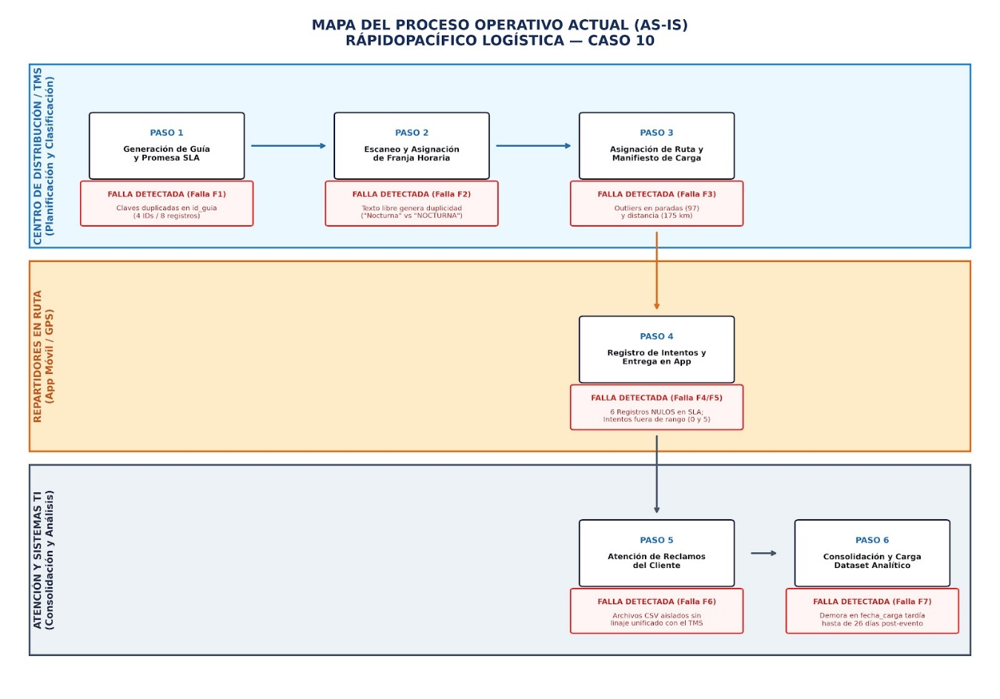 MAPA DEL PROCESO OPERATIVO ACTUAL (AS-IS)
RÁPIDOPACÍFICO LOGÍSTICA — CASO 10
CENTRO DE DISTRIBUCIÓN / TMS
(Planificación y Clasificación)
PASO 1
Generación de Guía
y Promesa SLA
FALLA DETECTADA (Falla F1)
Claves duplicadas en id_guia
(4 IDs / 8 registros)
PASO 2
Escaneo y Asignación
de Franja Horaria
FALLA DETECTADA (Falla F2)
Texto libre genera duplicidad
("Nocturna" vs "NOCTURNA")
PASO 3
Asignación de Ruta y
Manifiesto de Carga
FALLA DETECTADA (Falla F3)
Outliers en paradas (97)
y distancia (175 km)
REPARTIDORES EN RUTA
(App Móvil / GPS)
PASO 4
Registro de Intentos y
Entrega en App
FALLA DETECTADA (Falla F4/F5)
6 Registros NULOS en SLA;
Intentos fuera de rango (0 y 5)
ATENCIÓN Y SISTEMAS TI
(Consolidación y Análisis)
PASO 5
Atención de Reclamos
del Cliente
FALLA DETECTADA (Falla F6)
Archivos CSV aislados sin
linaje unificado con el TMS
PASO 6
Consolidación y Carga
Dataset Analítico
FALLA DETECTADA (Falla F7)
Demora en fecha_carga tardía
hasta de 26 días post-evento